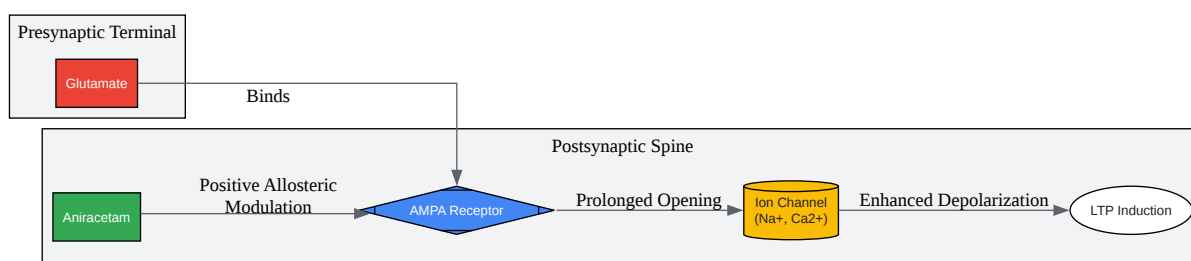 Presynaptic Terminal
Glutamate
Binds
Postsynaptic Spine
Aniracetam
Positive Allosteric
Modulation
AMPA Receptor
Prolonged Opening
Ion Channel
(Na+, Ca2+)
Enhanced Depolarization
LTP Induction